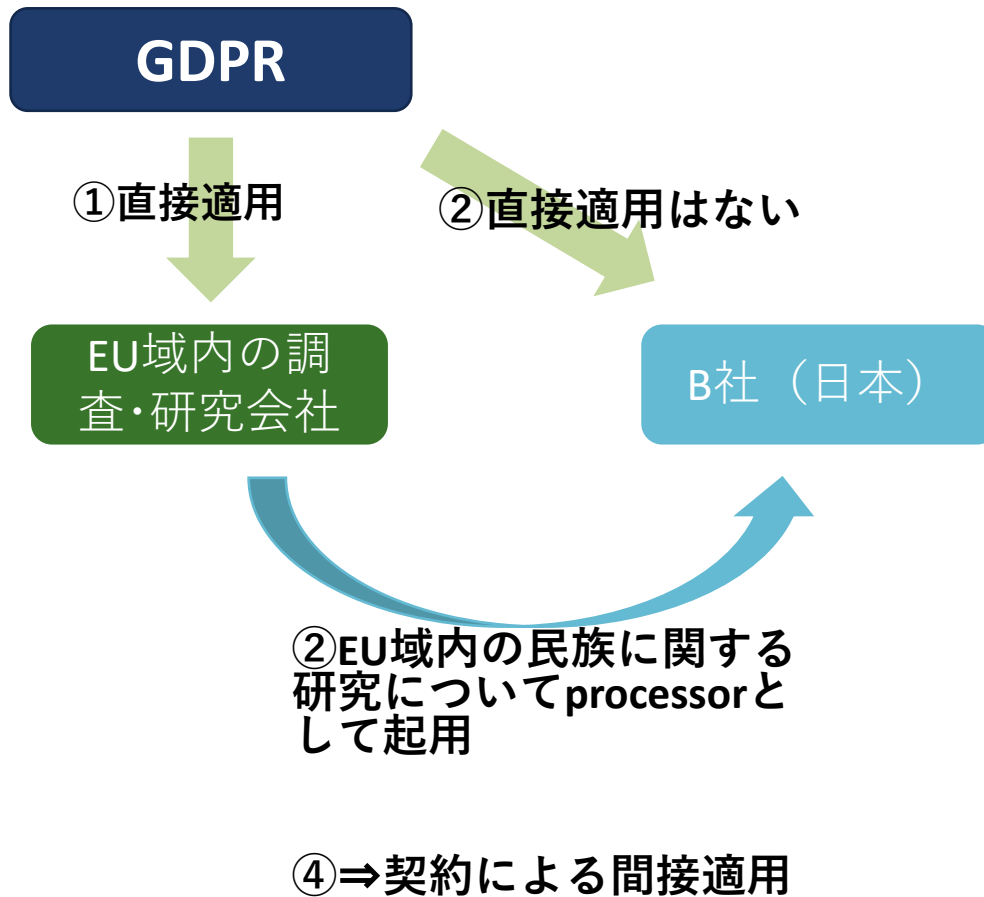 GDPR
①直接適用
②直接適用はない
EU域内の調
査・研究会社
B社（日本）
②EU域内の民族に関する
研究についてprocessorと
して起用
④⇒契約による間接適用